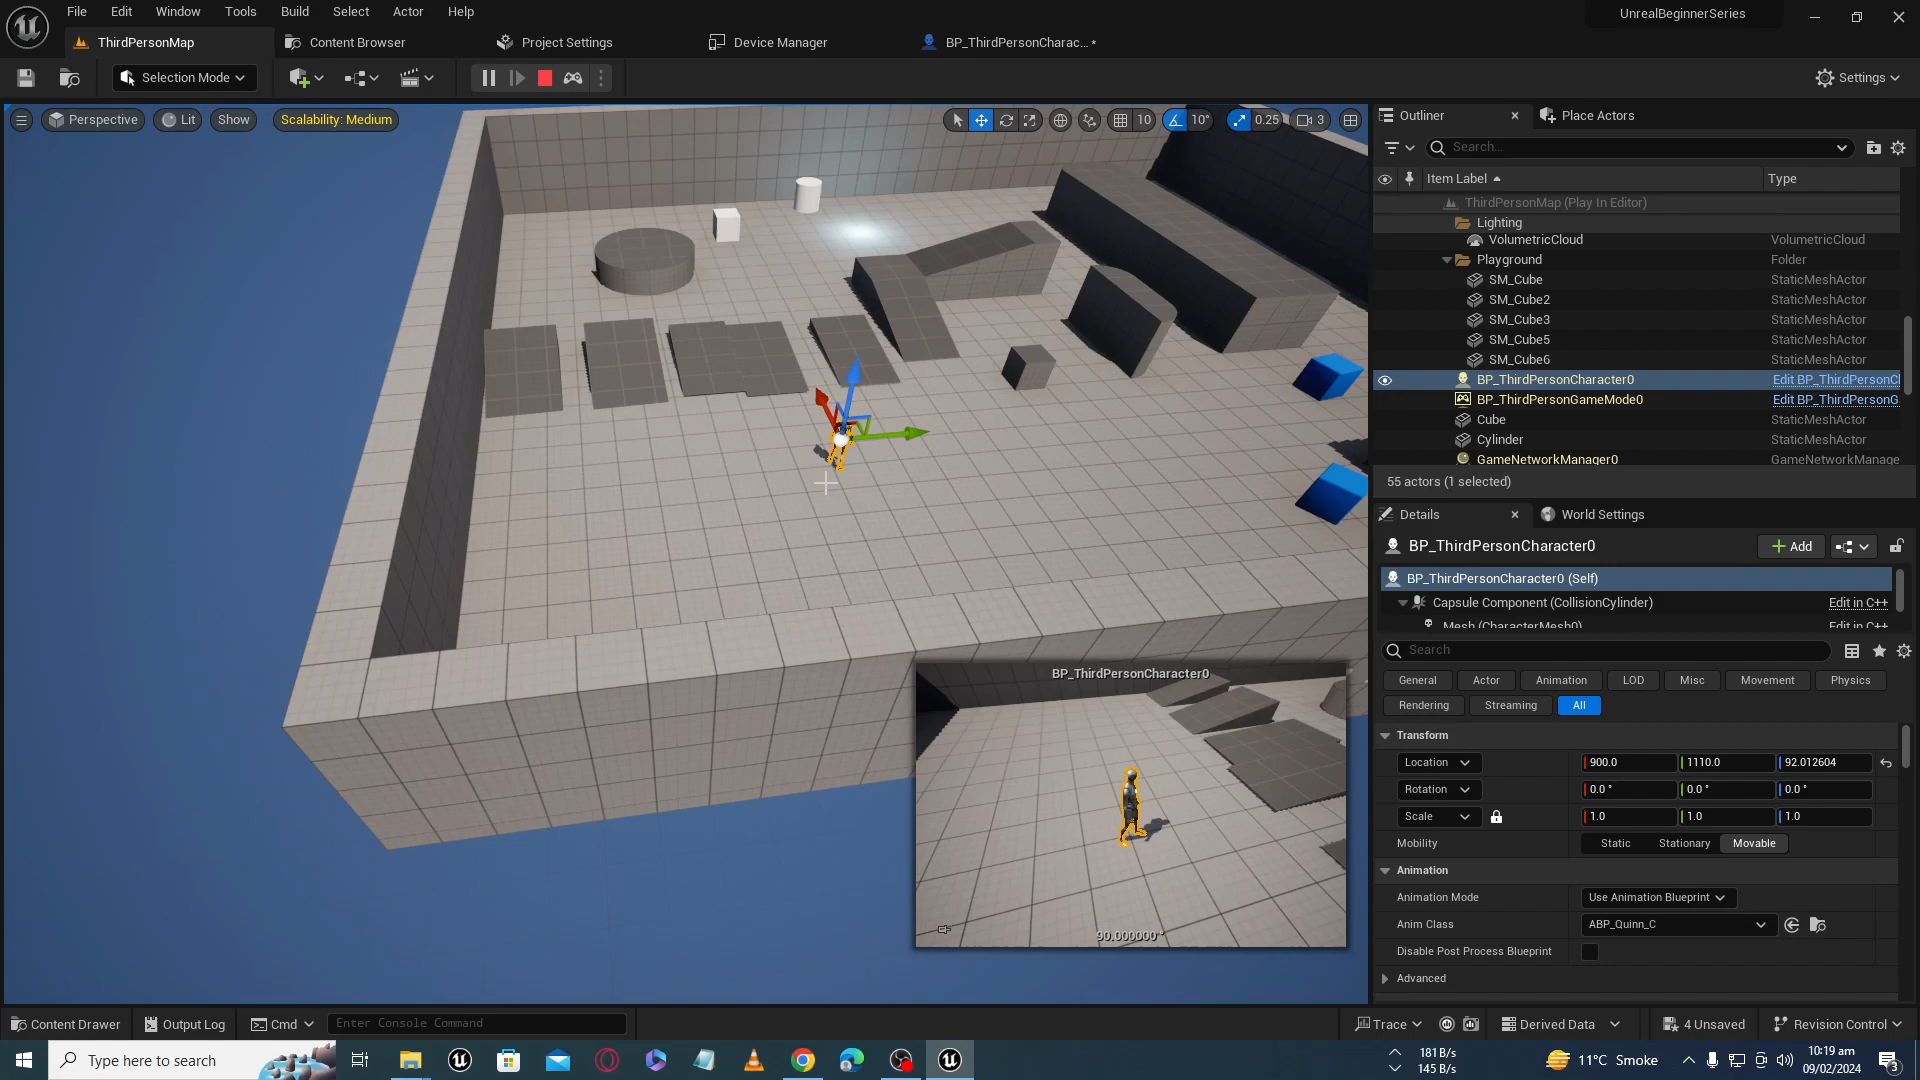 File Edit Window Tools Build Select Actor Help
UnrealBeginnerSeries
ThirdPersonMap
Content Browser
Project Settings
Device Manager
BP_ThirdPersonCharac... *
Selection Mode
Settings
Perspective
Lit
Show
Scalability: Medium
10
10°
0.25
3
Outliner
Place Actors
Search...
Item Label
Type
ThirdPersonMap (Play In Editor)
Lighting
VolumetricCloud VolumetricCloud
Playground Folder
SM_Cube StaticMeshActor
SM_Cube2 StaticMeshActor
SM_Cube3 StaticMeshActor
SM_Cube5 StaticMeshActor
SM_Cube6 StaticMeshActor
BP_ThirdPersonCharacter0 Edit BP_ThirdPersonC
BP_ThirdPersonGameMode0 Edit BP_ThirdPersonG
Cube StaticMeshActor
Cylinder StaticMeshActor
GameNetworkManager0 GameNetworkManage
55 actors (1 selected)
Details
World Settings
BP_ThirdPersonCharacter0
Add
BP_ThirdPersonCharacter0 (Self)
Capsule Component (CollisionCylinder) Edit in C++
Mesh (CharacterMesh0) Edit in C++
Search
General Actor Animation LOD Misc Movement Physics
Rendering Streaming All
Transform
Location 900.0 1110.0 92.012604
Rotation 0.0 ° 0.0 ° 0.0 °
Scale 1.0 1.0 1.0
Mobility Static Stationary Movable
Animation
Animation Mode Use Animation Blueprint
Anim Class ABP_Quinn_C
Disable Post Process Blueprint
Advanced
BP_ThirdPersonCharacter0
90.000000°
Content Drawer
Output Log
Cmd
Enter Console Command
Trace
Derived Data
4 Unsaved
Revision Control
Type here to search
181 B/s
145 B/s
11°C Smoke
10:19 am
09/02/2024
3